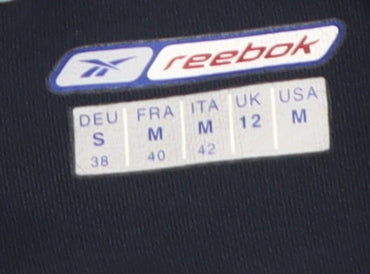 reebok
DEU FRA ITA UK USA
S M M 12 M
38 40 42